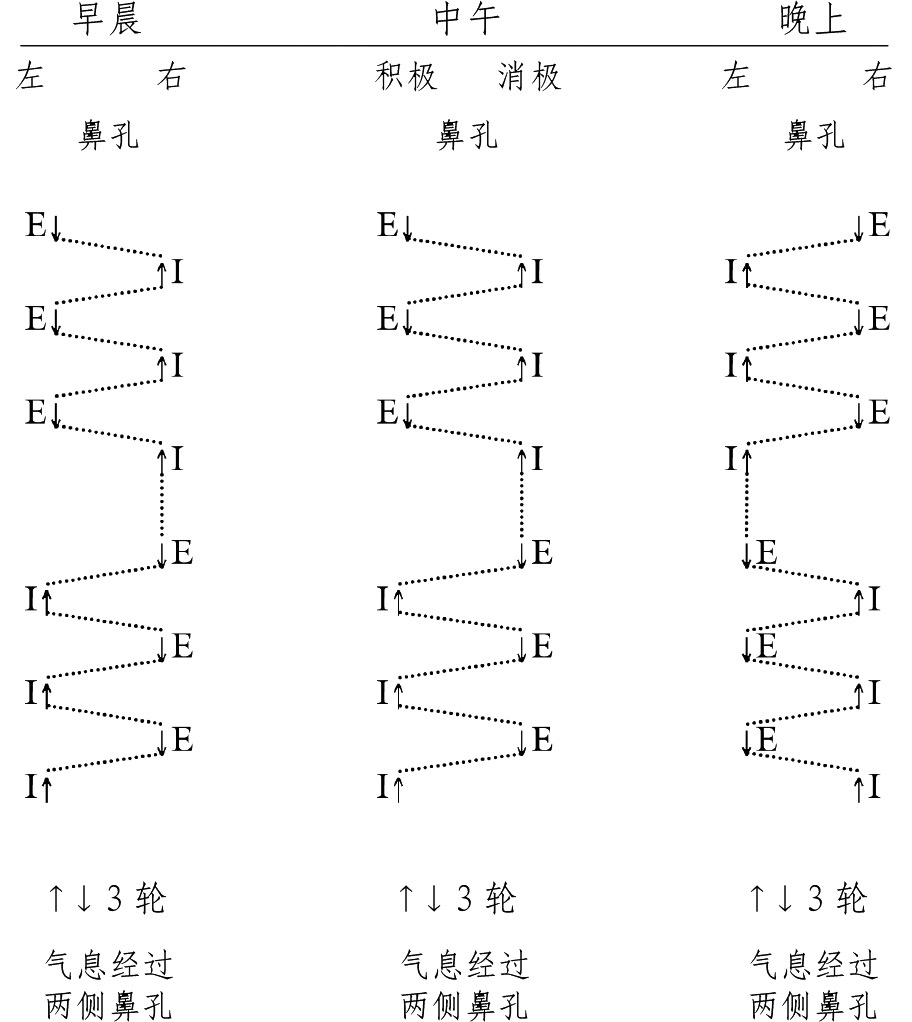 早晨 中午 晚上
左 右 积极 消极 左 右
鼻孔 鼻孔 鼻孔
E↓ E↓ ↓E
↑I ↑I I↑
E↓ E↓ ↓E
↑I ↑I I↑
E↓ E↓ ↓E
↑I ↑I I↑
↓E ↓E ↓E
I↑ I↑ ↑I
↓E ↓E ↓E
I↑ I↑ ↑I
↓E ↓E ↓E
I↑ I↑ ↑I
↑↓3轮 ↑↓3轮 ↑↓3轮
气息经过 气息经过 气息经过
两侧鼻孔 两侧鼻孔 两侧鼻孔